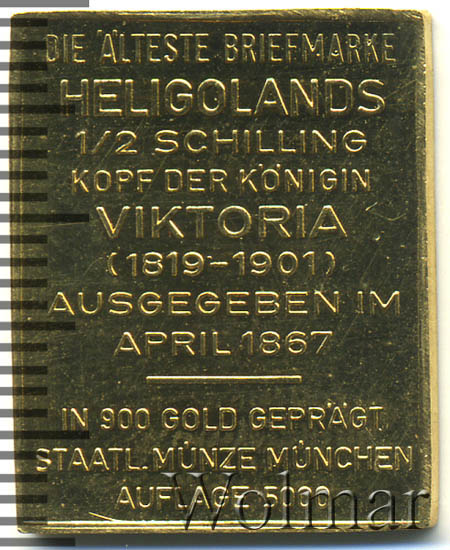 DIE ÄLTESTE BRIEFMARKE
HELIGOLANDS
1/2 SCHILLING
KOPF DER KÖNIGIN
VIKTORIA
(1819-1901)
AUSGEGEBEN IM
APRIL 1867
IN 900 GOLD GEPRÄGT
STAATL. MÜNZE MÜNCHEN
AUFLAGE 5000
Wolmar